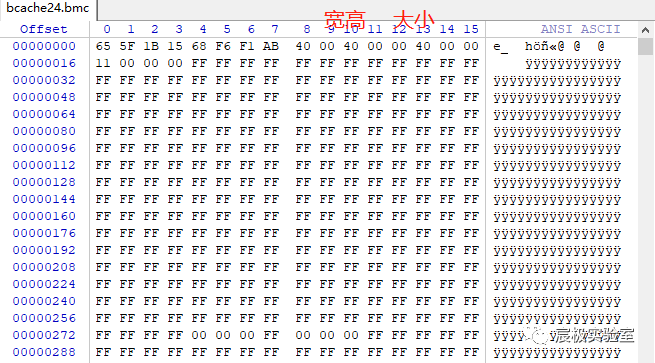 bcache24.bmc
宽高 大小
Offset 0 1 2 3 4 5 6 7 8 9 10 11 12 13 14 15 ANSI ASCII
00000000 65 5F 1B 15 68 F6 F1 AB 40 00 40 00 00 40 00 00 e_ höñ«@ @ @
00000016 11 00 00 00 FF FF FF FF FF FF FF FF FF FF FF FF ÿÿÿÿÿÿÿÿÿÿÿÿ
00000032 FF FF FF FF FF FF FF FF FF FF FF FF FF FF FF FF ÿÿÿÿÿÿÿÿÿÿÿÿÿÿÿÿ
00000048 FF FF FF FF FF FF FF FF FF FF FF FF FF FF FF FF ÿÿÿÿÿÿÿÿÿÿÿÿÿÿÿÿ
00000064 FF FF FF FF FF FF FF FF FF FF FF FF FF FF FF FF ÿÿÿÿÿÿÿÿÿÿÿÿÿÿÿÿ
00000080 FF FF FF FF FF FF FF FF FF FF FF FF FF FF FF FF ÿÿÿÿÿÿÿÿÿÿÿÿÿÿÿÿ
00000096 FF FF FF FF FF FF FF FF FF FF FF FF FF FF FF FF ÿÿÿÿÿÿÿÿÿÿÿÿÿÿÿÿ
00000112 FF FF FF FF FF FF FF FF FF FF FF FF FF FF FF FF ÿÿÿÿÿÿÿÿÿÿÿÿÿÿÿÿ
00000128 FF FF FF FF FF FF FF FF FF FF FF FF FF FF FF FF ÿÿÿÿÿÿÿÿÿÿÿÿÿÿÿÿ
00000144 FF FF FF FF FF FF FF FF FF FF FF FF FF FF FF FF ÿÿÿÿÿÿÿÿÿÿÿÿÿÿÿÿ
00000160 FF FF FF FF FF FF FF FF FF FF FF FF FF FF FF FF ÿÿÿÿÿÿÿÿÿÿÿÿÿÿÿÿ
00000176 FF FF FF FF FF FF FF FF FF FF FF FF FF FF FF FF ÿÿÿÿÿÿÿÿÿÿÿÿÿÿÿÿ
00000192 FF FF FF FF FF FF FF FF FF FF FF FF FF FF FF FF ÿÿÿÿÿÿÿÿÿÿÿÿÿÿÿÿ
00000208 FF FF FF FF FF FF FF FF FF FF FF FF FF FF FF FF ÿÿÿÿÿÿÿÿÿÿÿÿÿÿÿÿ
00000224 FF FF FF FF FF FF FF FF FF FF FF FF FF FF FF FF ÿÿÿÿÿÿÿÿÿÿÿÿÿÿÿÿ
00000240 FF FF FF FF FF FF FF FF FF FF FF FF FF FF FF FF ÿÿÿÿÿÿÿÿÿÿÿÿÿÿÿÿ
00000256 FF FF FF FF FF FF FF FF FF FF FF FF FF FF FF FF ÿÿÿÿÿÿÿÿÿÿÿÿÿÿÿÿ
00000272 FF FF FF FF 00 00 00 FF 00 00 00 FF FF FF FF FF
宸极实验室
00000288 FF FF FF FF FF FF FF FF FF FF FF FF FF FF FF FF ÿÿÿÿÿÿÿÿÿÿÿÿÿÿÿÿ